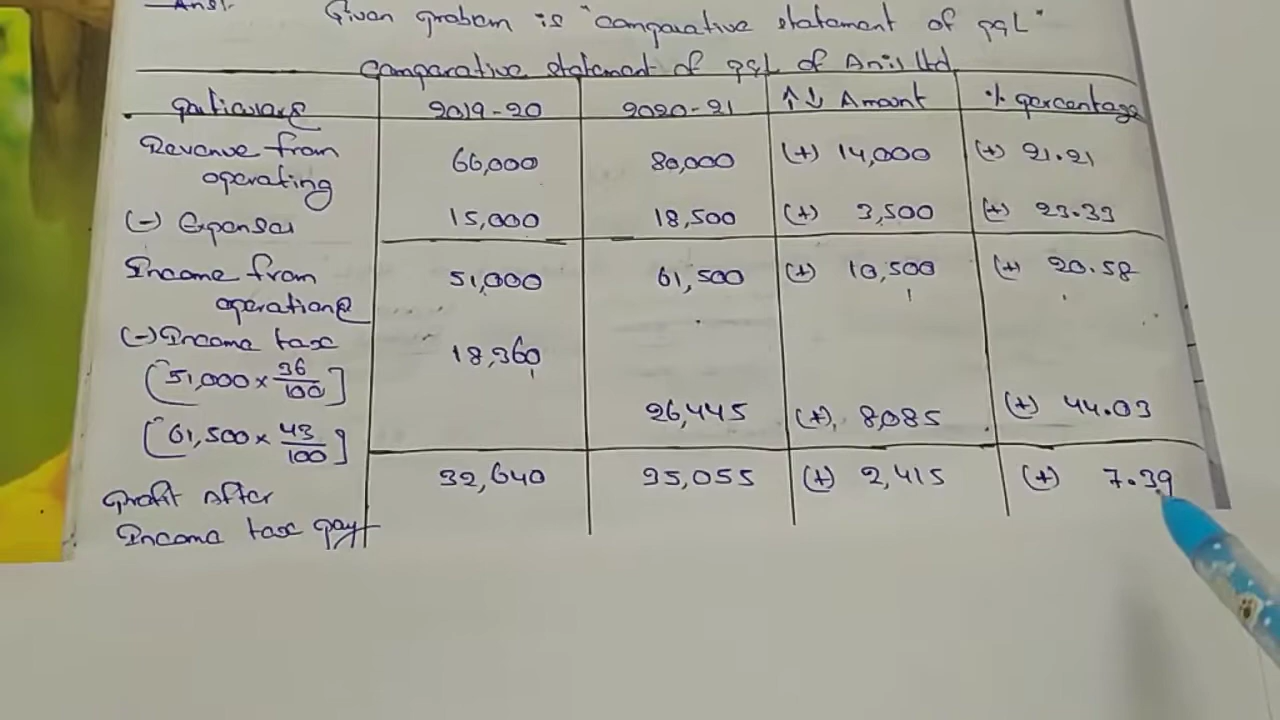 Ans:- Given probem is "comparative statement of P&L"
Comparative statement of P&L of Anil Ltd
Particulars 2019-20 2020-21 ↑↓ Amount % percentage
Revenue from operating 66,000 80,000 (+) 14,000 (+) 21.21
(-) Expenses 15,000 18,500 (+) 3,500 (+) 23.33
Income from operations 51,000 61,500 (+) 10,500 (+) 20.58
(-) Income tax 18,360
[51,000 × 36/100]
26,445 (+) 8,085 (+) 44.03
[61,500 × 43/100]
Profit After 32,640 35,055 (+) 2,415 (+) 7.39
Income tax payt